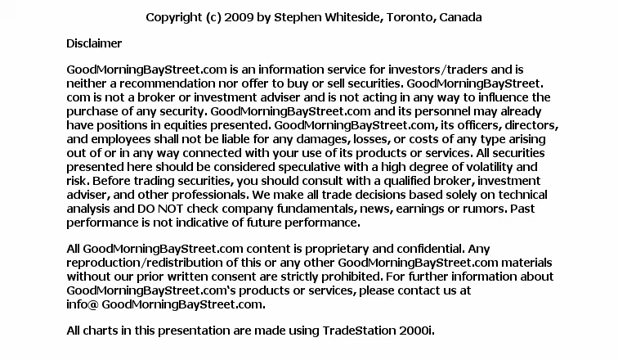 Copyright (c) 2009 by Stephen Whiteside, Toronto, Canada
Disclaimer
GoodMorningBayStreet.com is an information service for investors/traders and is
neither a recommendation nor offer to buy or sell securities. GoodMorningBayStreet.
com is not a broker or investment adviser and is not acting in any way to influence the
purchase of any security. GoodMorningBayStreet.com and its personnel may already
have positions in equities presented. GoodMorningBayStreet.com, its officers, directors,
and employees shall not be liable for any damages, losses, or costs of any type arising
out of or in any way connected with your use of its products or services. All securities
presented here should be considered speculative with a high degree of volatility and
risk. Before trading securities, you should consult with a qualified broker, investment
adviser, and other professionals. We make all trade decisions based solely on technical
analysis and DO NOT check company fundamentals, news, earnings or rumors. Past
performance is not indicative of future performance.
All GoodMorningBayStreet.com content is proprietary and confidential. Any
reproduction/redistribution of this or any other GoodMorningBayStreet.com materials
without our prior written consent are strictly prohibited. For further information about
GoodMorningBayStreet.com's products or services, please contact us at
info@ GoodMorningBayStreet.com.
All charts in this presentation are made using TradeStation 2000i.